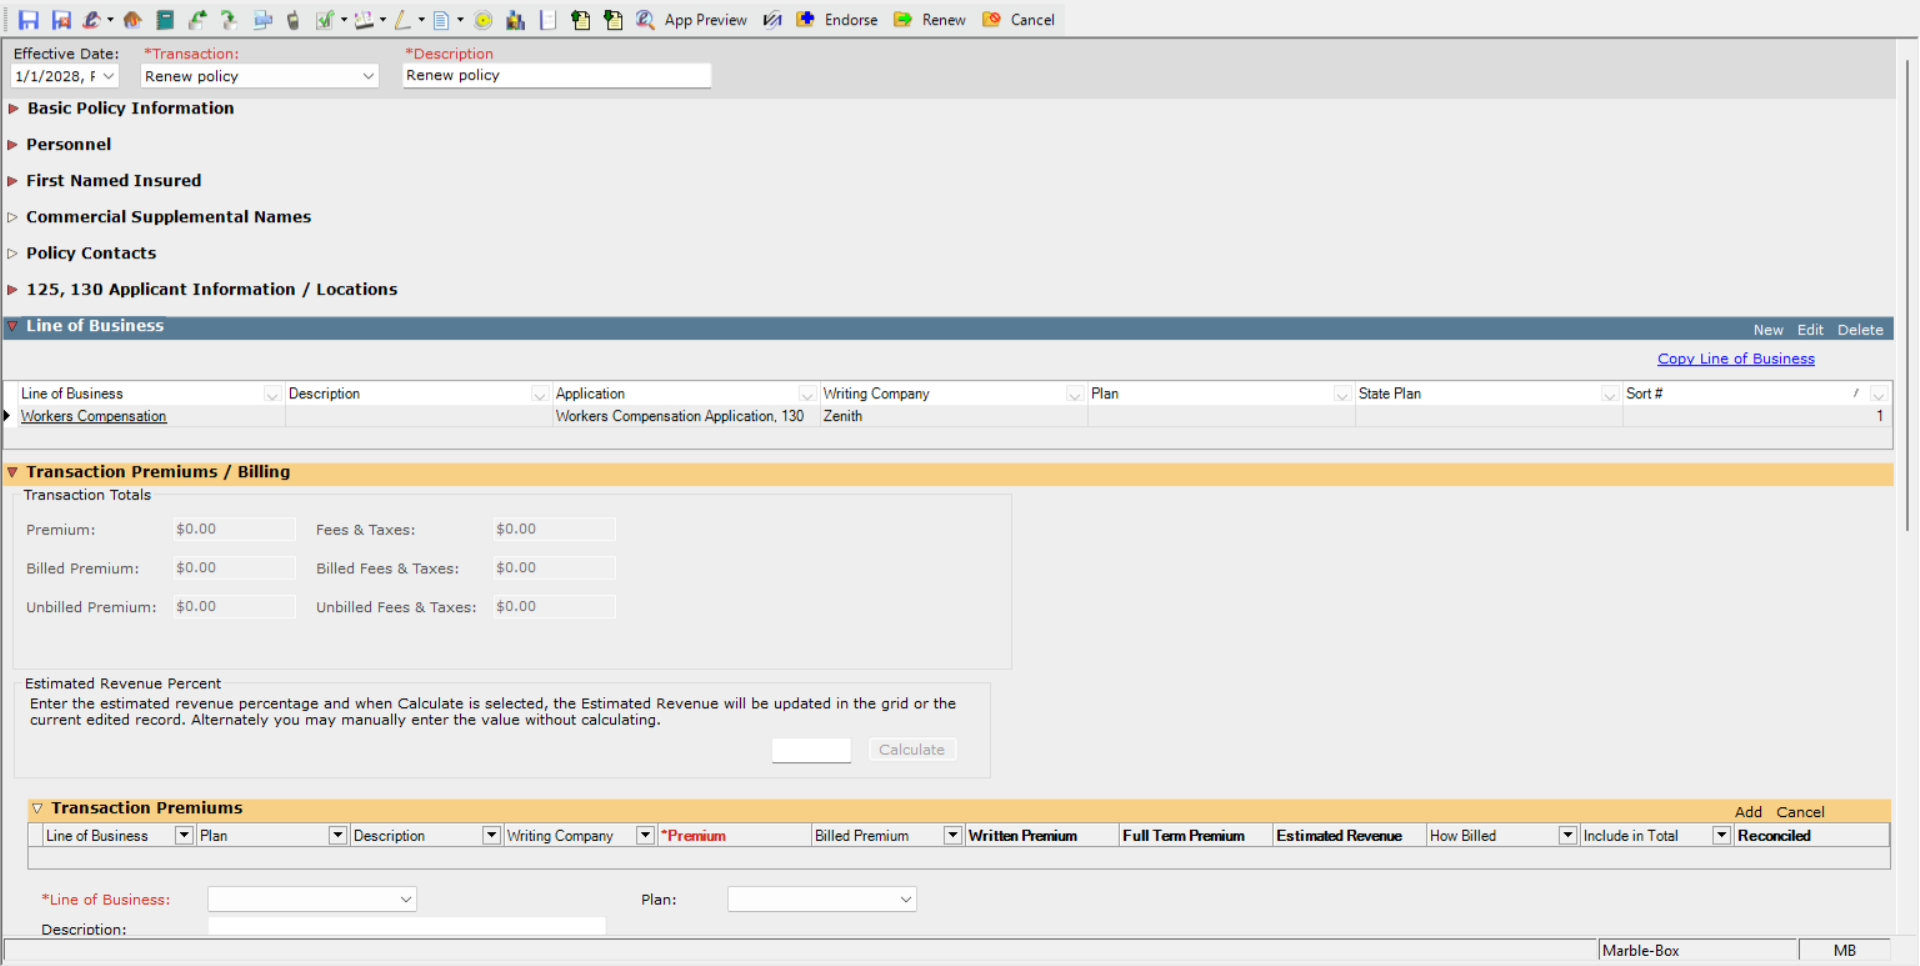 App Preview Endorse Renew Cancel
Effective Date: *Transaction: *Description
1/1/2028, F Renew policy Renew policy
Basic Policy Information
Personnel
First Named Insured
Commercial Supplemental Names
Policy Contacts
125, 130 Applicant Information / Locations
Line of Business New Edit Delete
Copy Line of Business
Line of Business Description Application Writing Company Plan State Plan Sort # /
Workers Compensation Workers Compensation Application, 130 Zenith 1
Transaction Premiums / Billing
Transaction Totals
Premium: $0.00 Fees & Taxes: $0.00
Billed Premium: $0.00 Billed Fees & Taxes: $0.00
Unbilled Premium: $0.00 Unbilled Fees & Taxes: $0.00
Estimated Revenue Percent
Enter the estimated revenue percentage and when Calculate is selected, the Estimated Revenue will be updated in the grid or the
current edited record. Alternately you may manually enter the value without calculating.
Calculate
Transaction Premiums Add Cancel
Line of Business Plan Description Writing Company *Premium Billed Premium Written Premium Full Term Premium Estimated Revenue How Billed Include in Total Reconciled
*Line of Business: Plan:
Description:
Marble-Box MB